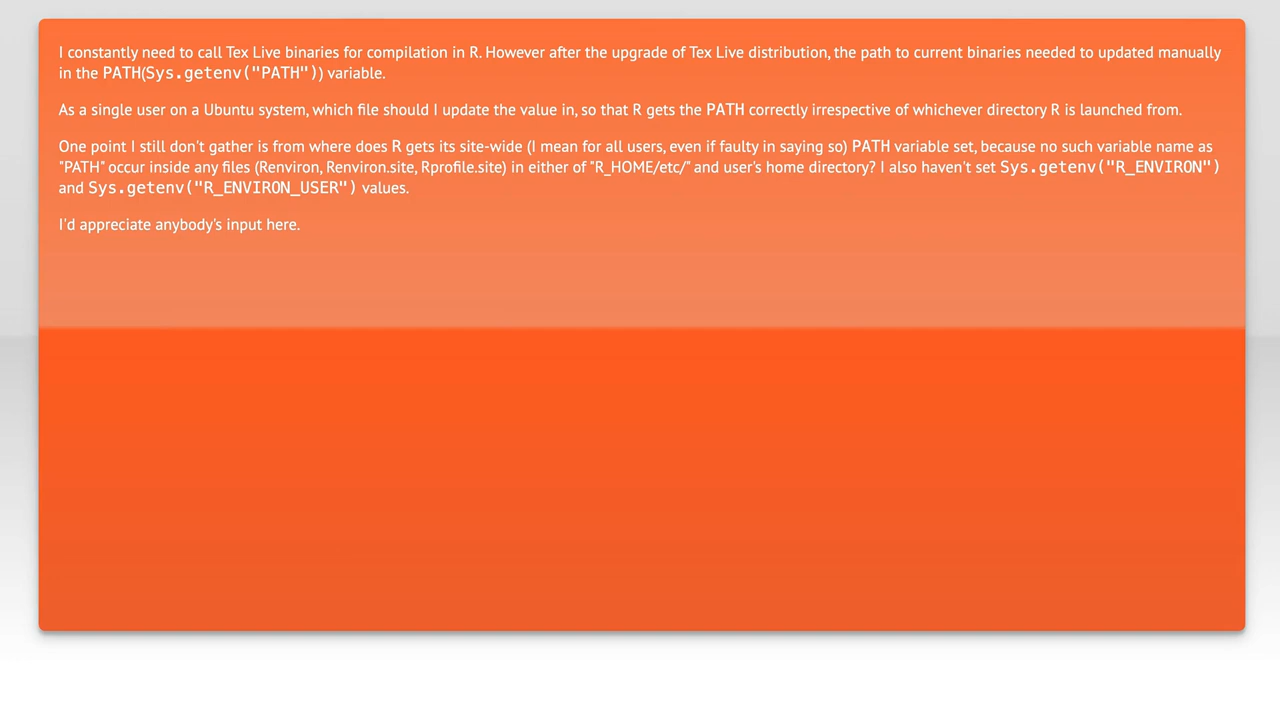 I constantly need to call Tex Live binaries for compilation in R. However after the upgrade of Tex Live distribution, the path to current binaries needed to updated manually
in the PATH(Sys.getenv("PATH")) variable.
As a single user on a Ubuntu system, which file should I update the value in, so that R gets the PATH correctly irrespective of whichever directory R is launched from.
One point I still don't gather is from where does R gets its site-wide (I mean for all users, even if faulty in saying so) PATH variable set, because no such variable name as
"PATH" occur inside any files (Renviron, Renviron.site, Rprofile.site) in either of "R_HOME/etc/" and user's home directory? I also haven't set Sys.getenv("R_ENVIRON")
and Sys.getenv("R_ENVIRON_USER") values.
I'd appreciate anybody's input here.